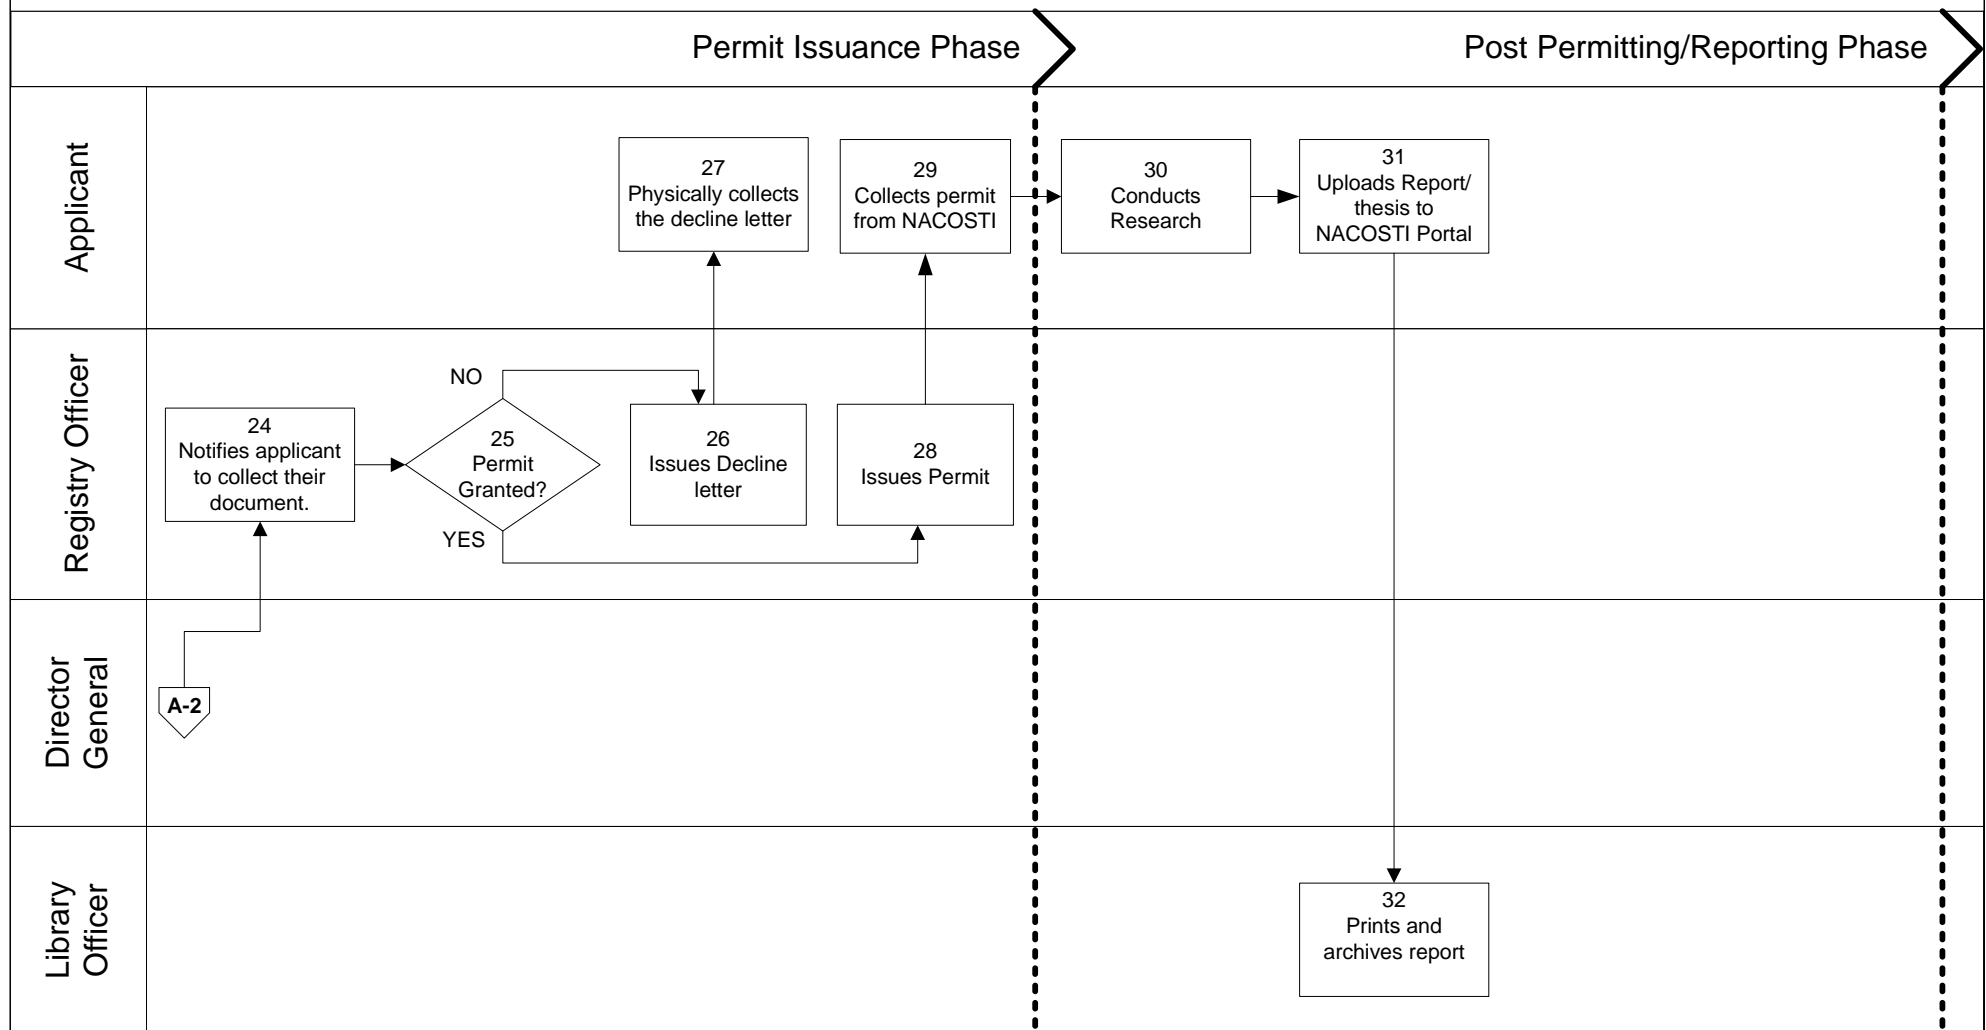 Permit Issuance Phase
Post Permitting/Reporting Phase
Applicant
27
Physically collects
the decline letter
29
Collects permit
from NACOSTI
30
Conducts
Research
31
Uploads Report/
thesis to
NACOSTI Portal
Registry Officer
24
Notifies applicant
to collect their
document.
NO
25
Permit
Granted?
YES
26
Issues Decline
letter
28
Issues Permit
Director
General
A-2
Library
Officer
32
Prints and
archives report